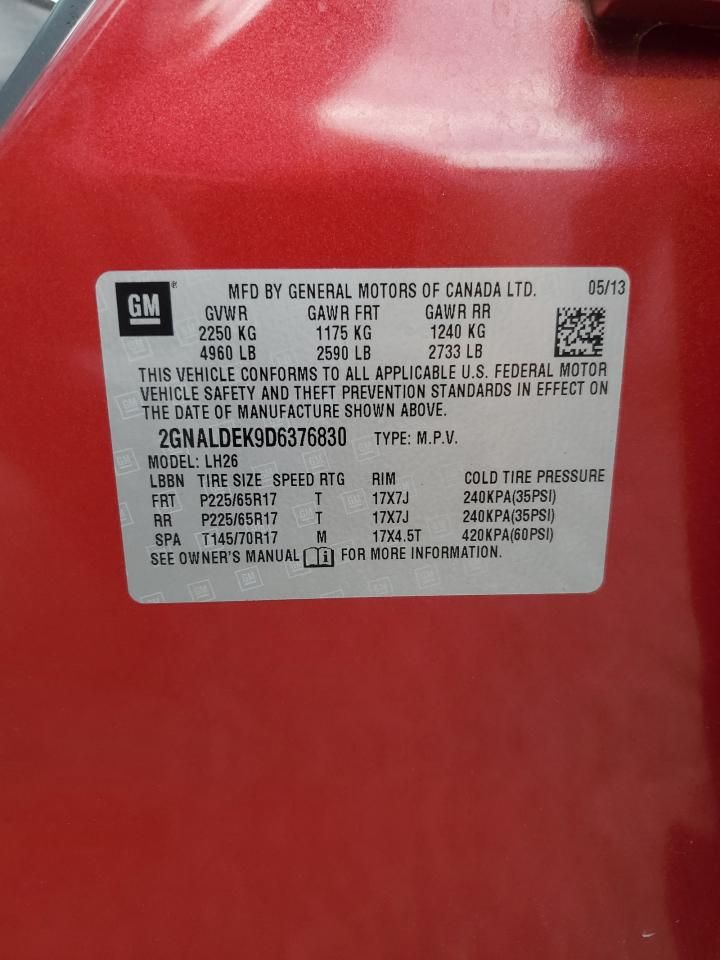 GM® MFD BY GENERAL MOTORS OF CANADA LTD. 05/13
GVWR GAWR FRT GAWR RR
2250 KG 1175 KG 1240 KG
4960 LB 2590 LB 2733 LB
THIS VEHICLE CONFORMS TO ALL APPLICABLE U.S. FEDERAL MOTOR
VEHICLE SAFETY AND THEFT PREVENTION STANDARDS IN EFFECT ON
THE DATE OF MANUFACTURE SHOWN ABOVE.
2GNALDEK9D6376830 TYPE: M.P.V.
MODEL: LH26
LBBN TIRE SIZE SPEED RTG RIM COLD TIRE PRESSURE
FRT P225/65R17 T 17X7J 240KPA(35PSI)
RR P225/65R17 T 17X7J 240KPA(35PSI)
SPA T145/70R17 M 17X4.5T 420KPA(60PSI)
SEE OWNER'S MANUAL FOR MORE INFORMATION.